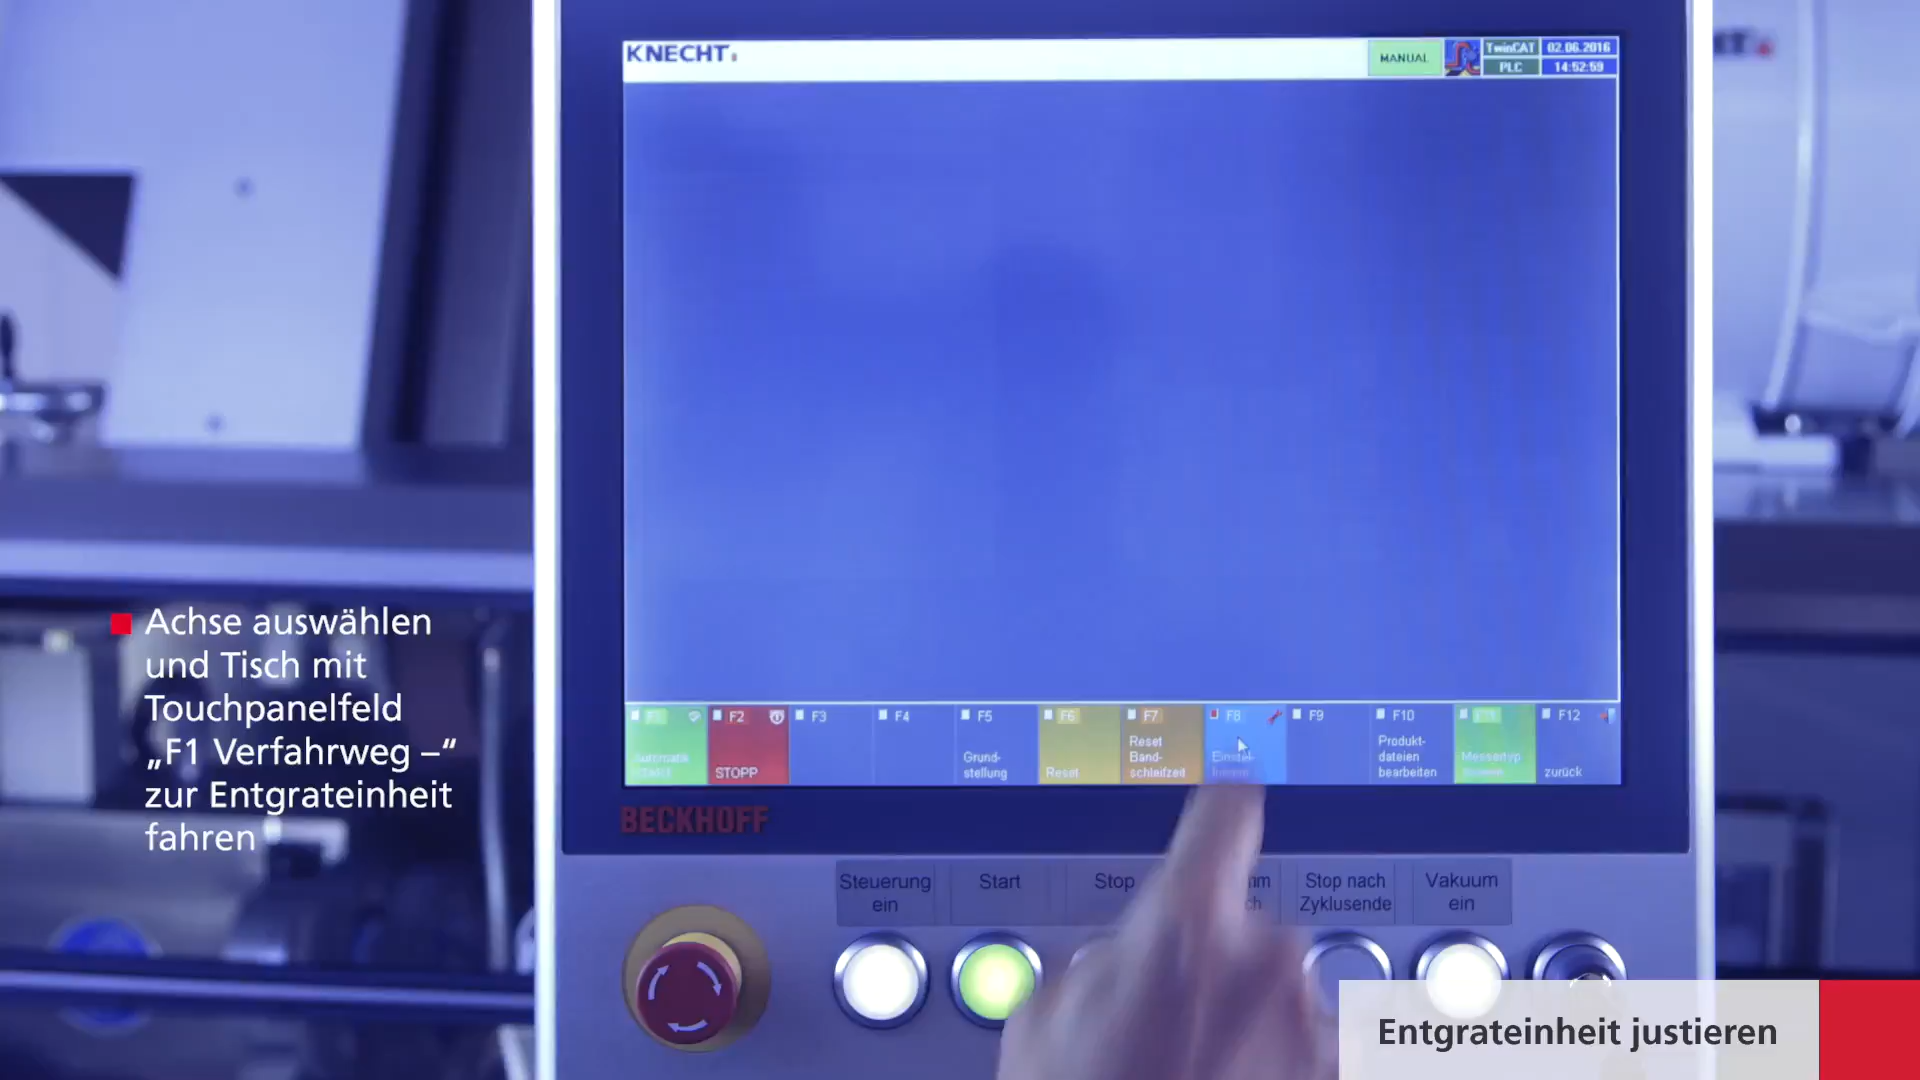 KNECHT
MANUAL
TwinCAT
PLC
02.06.2016
14:52:59
F2
STOPP
F3
F4
F5
Grund-
stellung
F6
Reset
F7
Reset
Band-
schleifzeit
F8
Einstel-
F9
F10
Produkt-
dateien
bearbeiten
Messertyp
F12
zurück
BECKHOFF
Steuerung
ein
Start
Stop
Stop nach
Zyklusende
Vakuum
ein
Achse auswählen
und Tisch mit
Touchpanelfeld
„F1 Verfahrweg –“
zur Entgrateinheit
fahren
Entgrateinheit justieren